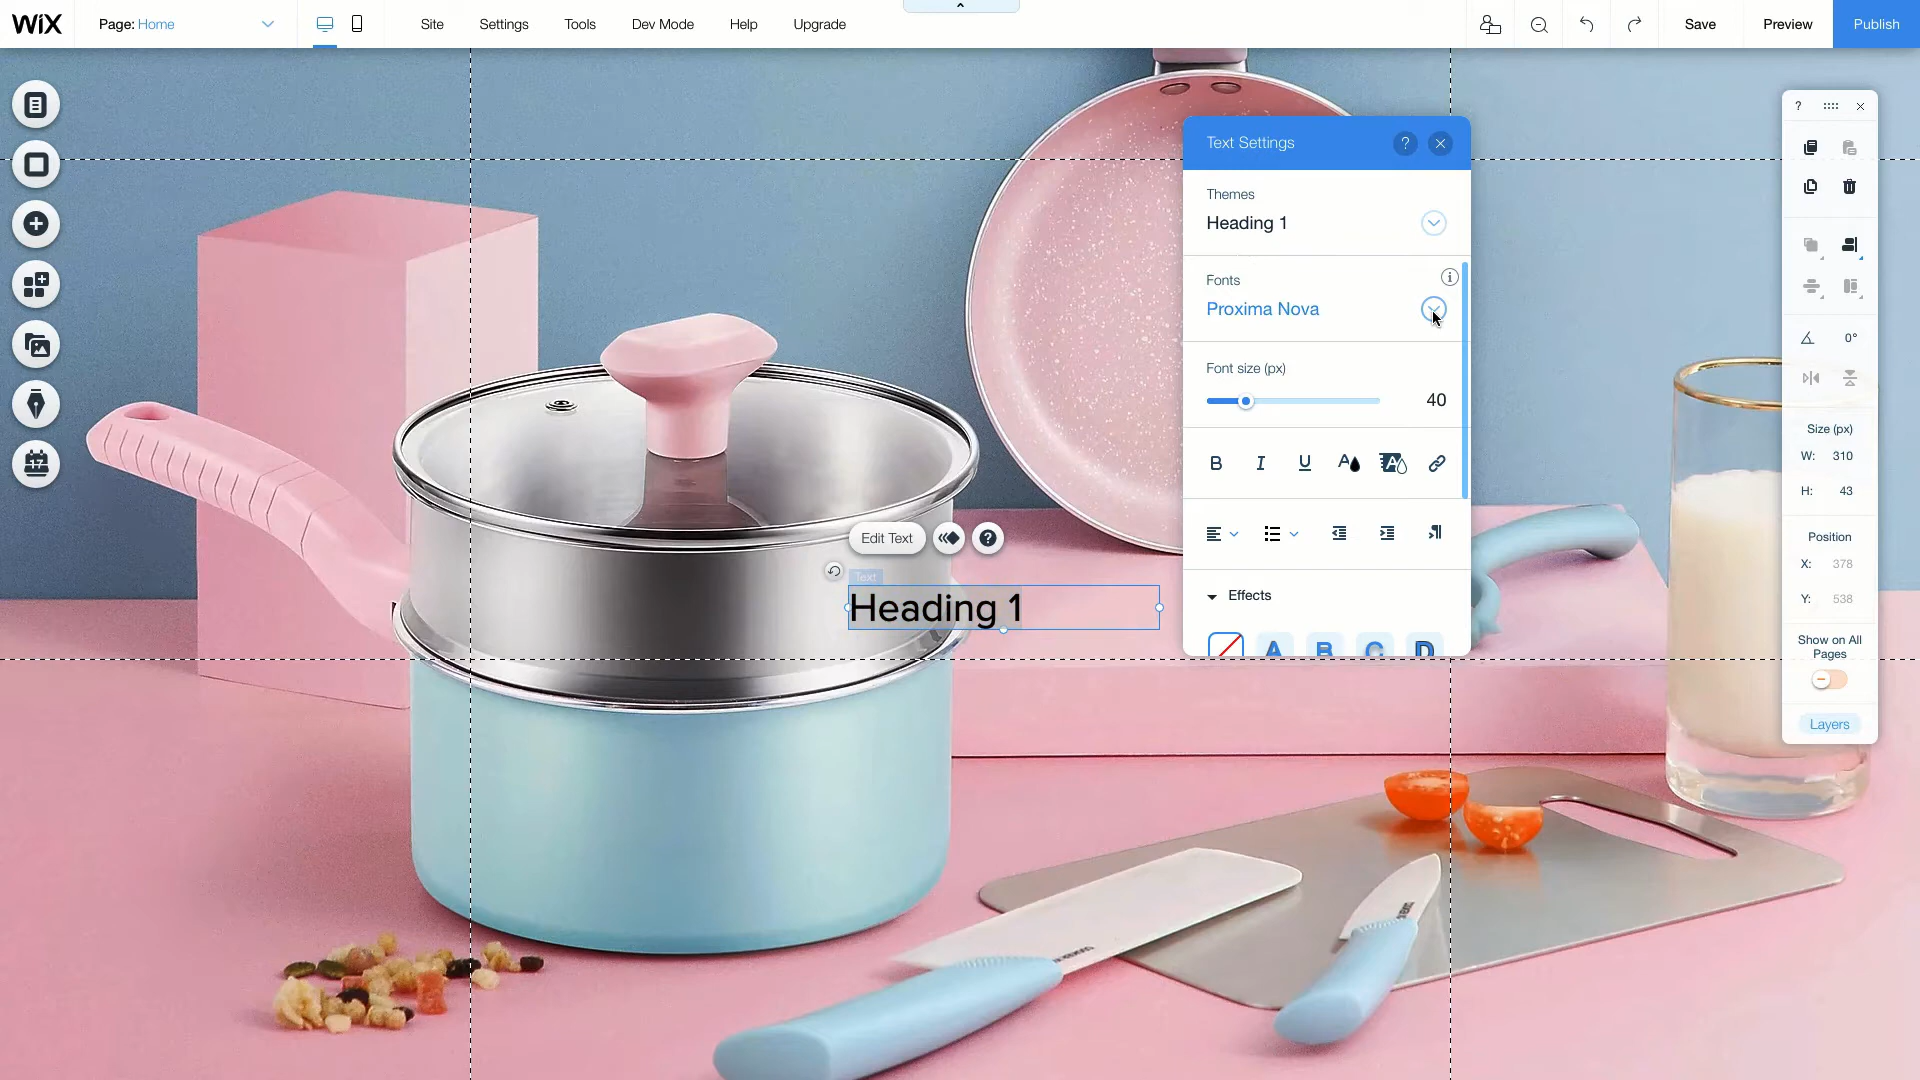 WiX
Page: Home
Site
Settings
Tools
Dev Mode
Help
Upgrade
Save
Preview
Publish
17
Text Settings
?
Themes
Heading 1
Fonts
i
Proxima Nova
Font size (px)
40
B
I
U
A
A
Effects
A
B
C
D
Edit Text
?
Text
Heading 1
?
0°
Size (px)
W: 310
H: 43
Position
X: 378
Y: 538
Show on All
Pages
Layers